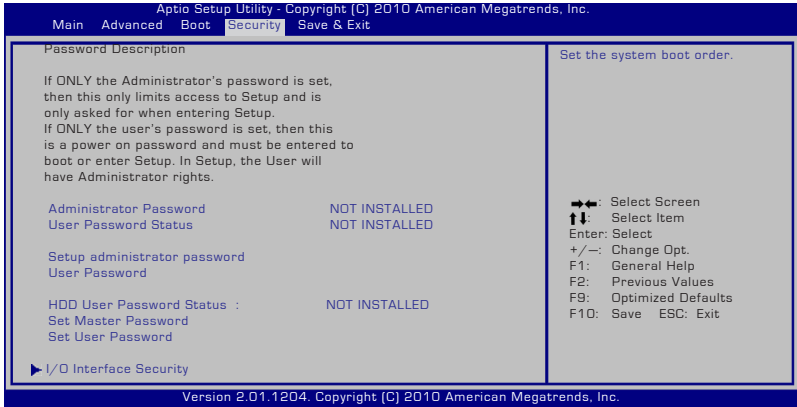 Aptio Setup Utility - Copyright (C) 2010 American Megatrends, Inc.
Main Advanced Boot Security Save & Exit
Password Description
If ONLY the Administrator's password is set,
then this only limits access to Setup and is
only asked for when entering Setup.
If ONLY the user's password is set, then this
is a power on password and must be entered to
boot or enter Setup. In Setup, the User will
have Administrator rights.
Administrator Password NOT INSTALLED
User Password Status NOT INSTALLED
Setup administrator password
User Password
HDD User Password Status : NOT INSTALLED
Set Master Password
Set User Password
I/O Interface Security
Set the system boot order.
→←: Select Screen
↑↓: Select Item
Enter: Select
+/—: Change Opt.
F1: General Help
F2: Previous Values
F9: Optimized Defaults
F10: Save ESC: Exit
Version 2.01.1204. Copyright (C) 2010 American Megatrends, Inc.